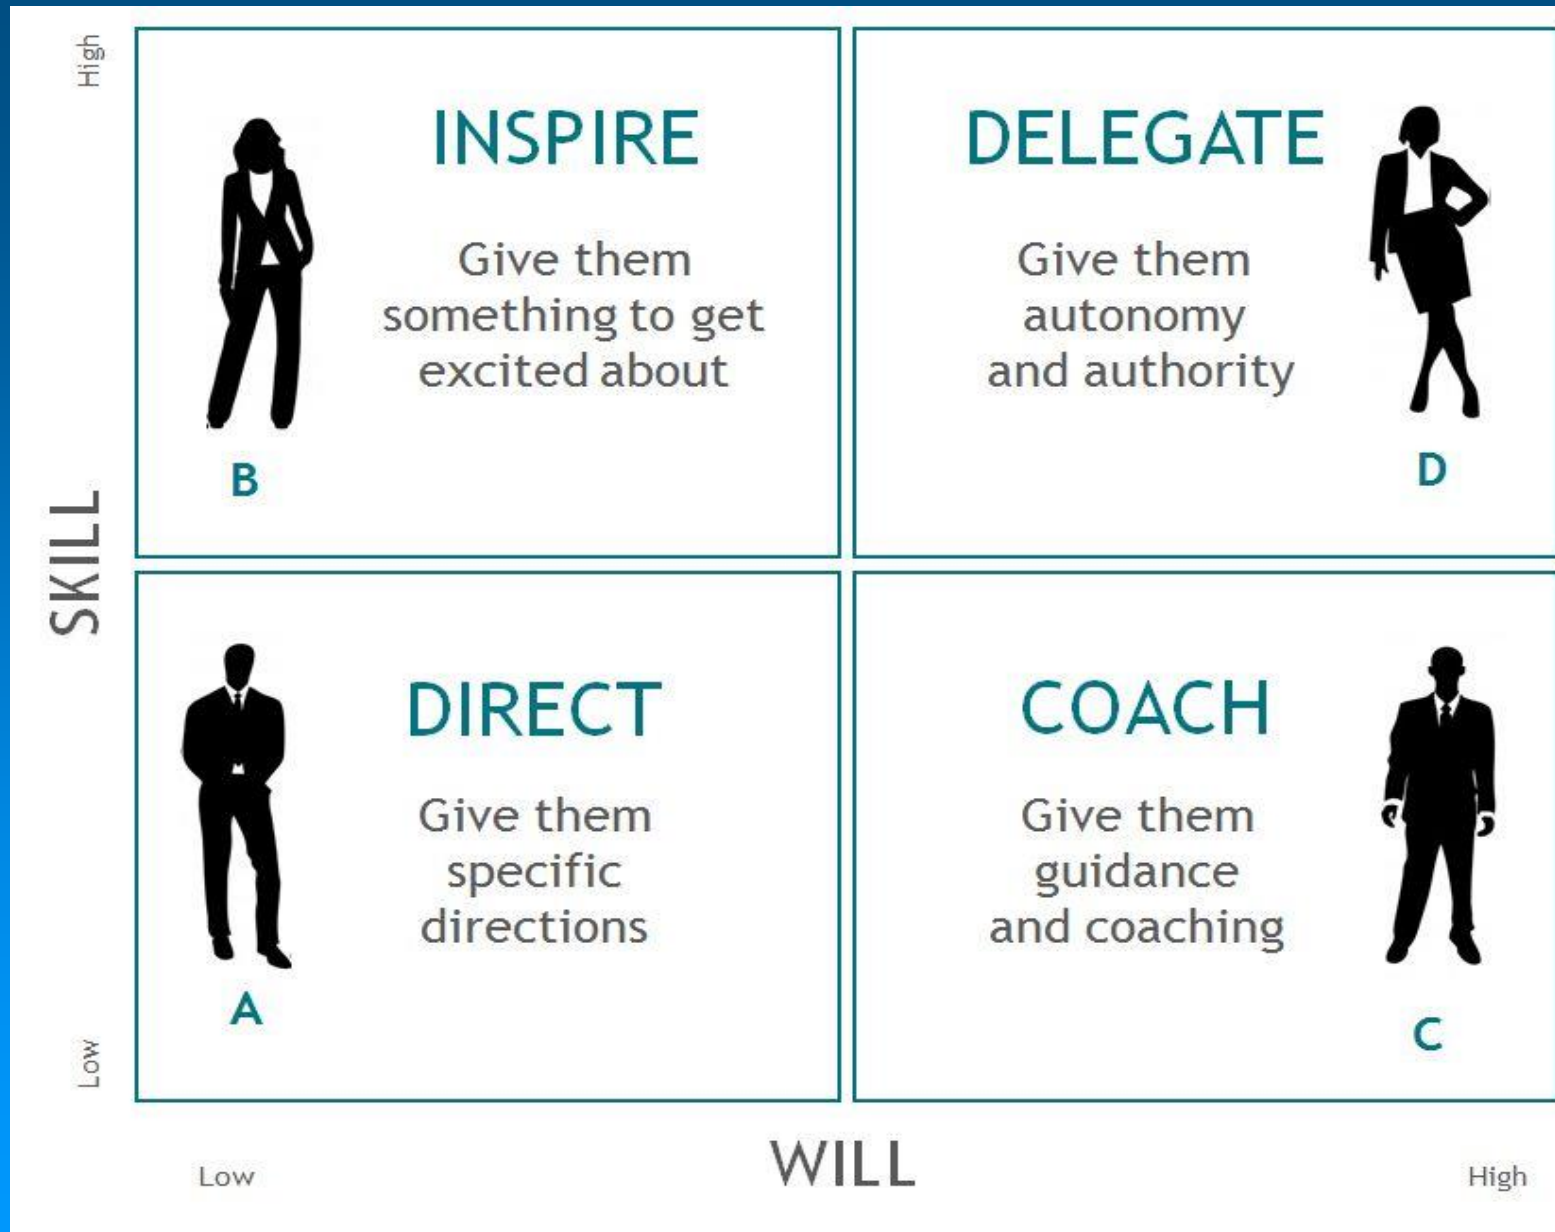 High
INSPIRE
Give them
something to get
excited about
B
DELEGATE
Give them
autonomy
and authority
D
SKILL
DIRECT
Give them
specific
directions
A
COACH
Give them
guidance
and coaching
C
Low
Low
WILL
High